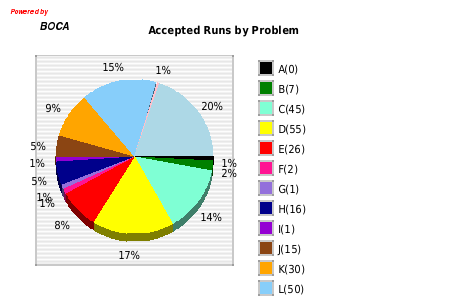 Powered by
BOCA
Accepted Runs by Problem
15%
1%
20%
9%
5%
1%
5%
1%
1%
8%
17%
14%
2%
1%
A(0)
B(7)
C(45)
D(55)
E(26)
F(2)
G(1)
H(16)
I(1)
J(15)
K(30)
L(50)